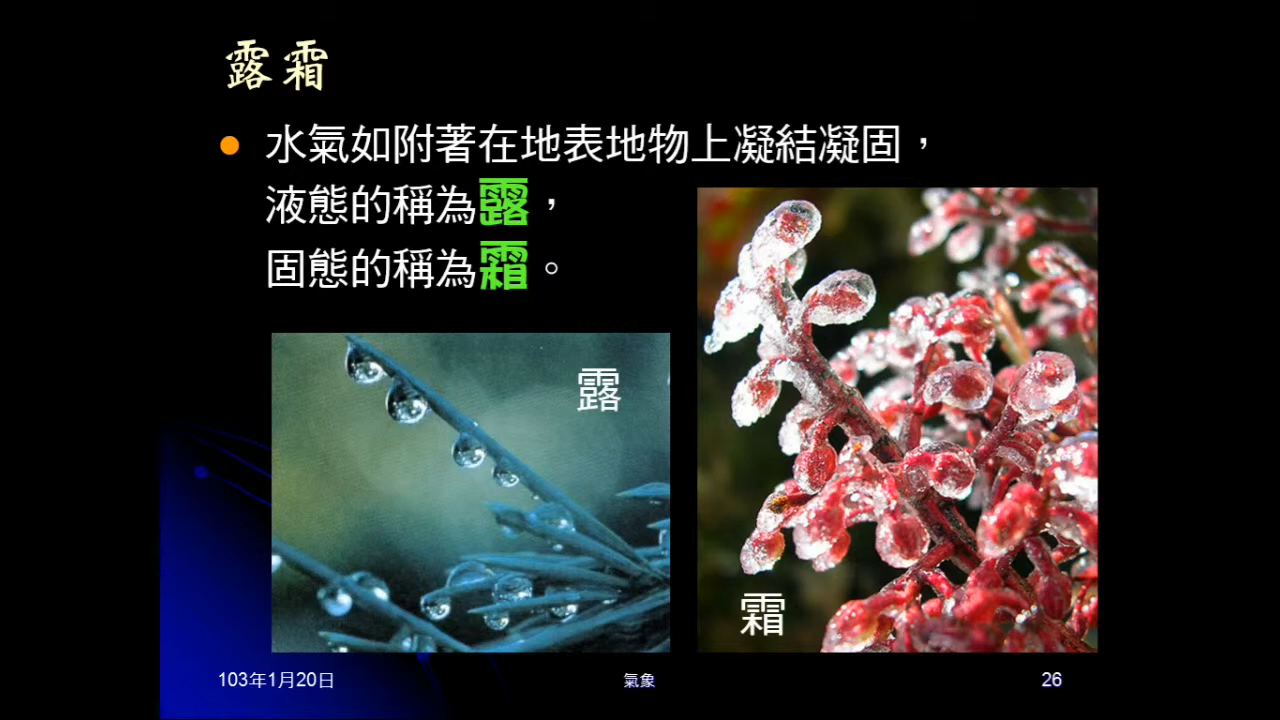 露霜
水氣如附著在地表地物上凝結凝固，
液態的稱為露，
固態的稱為霜。
露
霜
103年1月20日
氣象
26